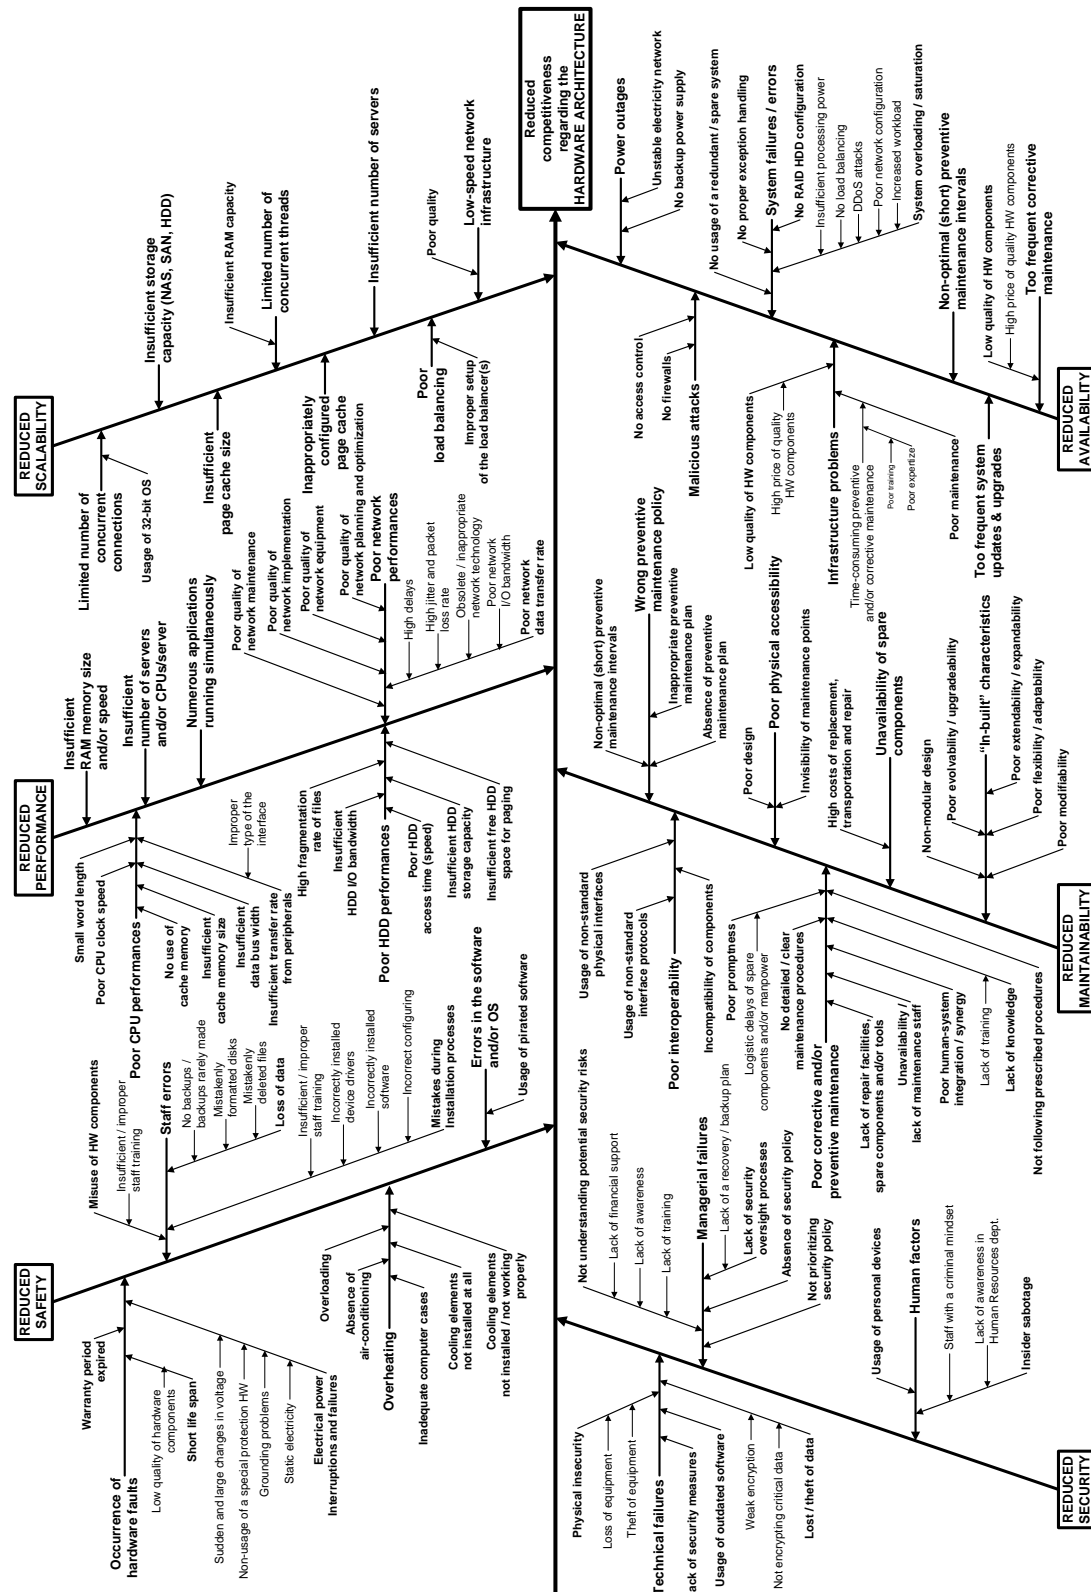 Reduced
competitiveness
regarding the
HARDWARE ARCHITECTURE
REDUCED
SAFETY
Occurrence of
hardware faults
Warranty period
expired
Low quality of hardware
components
Short life span
Sudden and large changes in voltage
Non-usage of a special protection HW
Grounding problems
Static electricity
Electrical power
Interruptions and failures
Misuse of HW components
Insufficient / improper
staff training
Staff errors
No backups /
backups rarely made
Mistakenly
formatted disks
Mistakenly
deleted files
Loss of data
Insufficient / improper
staff training
Incorrectly installed
device drivers
Incorrectly installed
software
Incorrect configuring
Mistakes during
Installation processes
Overloading
Absence of
air-conditioning
Overheating
Inadequate computer cases
Cooling elements
not installed at all
Cooling elements
not installed / not working
properly
Errors in the software
and/or OS
Usage of pirated software
REDUCED
PERFORMANCE
Insufficient
RAM memory size
and/or speed
Small word length
Poor CPU clock speed
Poor CPU performances
No use of
cache memory
Insufficient
cache memory size
Insufficient
data bus width
Improper
type of the
interface
Insufficient transfer rate
from peripherals
Insufficient
number of servers
and/or CPUs/server
Numerous applications
running simultaneously
High fragmentation
rate of files
Insufficient
HDD I/O bandwidth
Poor HDD performances
Poor HDD
access time (speed)
Insufficient HDD
storage capacity
Insufficient free HDD
space for paging
Poor quality of
network maintenance
Poor quality of
network implementation
Poor quality of
network equipment
Poor quality of
network planning and optimization
Poor network
performances
High delays
High jitter and packet
loss rate
Obsolete / inappropriate
network technology
Poor network
I/O bandwidth
Poor network
data transfer rate
REDUCED
SCALABILITY
Limited number of
concurrent
connections
Usage of 32-bit OS
Insufficient storage
capacity (NAS, SAN, HDD)
Insufficient
page cache size
Insufficient RAM capacity
Limited number of
concurrent threads
Inappropriately
configured
page cache
Insufficient number of servers
Poor
load balancing
Improper setup
of the load balancer(s)
Poor quality
Low-speed network
infrastructure
REDUCED
SECURITY
Physical insecurity
Loss of equipment
Theft of equipment
Technical failures
ack of security measures
Usage of outdated software
Weak encryption
Not encrypting critical data
Lost / theft of data
Not understanding potential security risks
Lack of financial support
Lack of awareness
Lack of training
Managerial failures
Lack of a recovery / backup plan
Lack of security
oversight processes
Absence of security policy
Not prioritizing
security policy
Usage of personal devices
Human factors
Staff with a criminal mindset
Lack of awareness in
Human Resources dept.
Insider sabotage
REDUCED
MAINTAINABILITY
Usage of non-standard
physical interfaces
Usage of non-standard
interface protocols
Poor interoperability
Incompatibility of components
Non-optimal (short) preventive
maintenance intervals
Wrong preventive
maintenance policy
Inappropriate preventive
maintenance plan
Absence of preventive
maintenance plan
Poor design
Poor physical accessibility
Invisibility of maintenance points
Poor promptness
Logistic delays of spare
components and/or manpower
No detailed / clear
maintenance procedures
Poor corrective and/or
preventive maintenance
Lack of repair facilities,
spare components and/or tools
Unavailability /
lack of maintenance staff
Poor human-system
integration / synergy
Lack of training
Lack of knowledge
Not following prescribed procedures
High costs of replacement,
transportation and repair
Unavailability of spare
components
Non-modular design
Poor evolvability / upgradeability
“In-built” characteristics
Poor extendability / expandability
Poor flexibility / adaptability
Poor modifiability
REDUCED
AVAILABILITY
Power outages
Unstable electricity network
No backup power supply
No access control
No firewalls
Malicious attacks
No usage of a redundant / spare system
No proper exception handling
System failures / errors
No RAID HDD configuration
Insufficient processing power
No load balancing
DDoS attacks
Poor network configuration
Increased workload
System overloading / saturation
Low quality of HW components
High price of quality
HW components
Infrastructure problems
Time-consuming preventive
and/or corrective maintenance
Poor training
Poor expertize
Poor maintenance
Non-optimal (short) preventive
maintenance intervals
Too frequent system
updates & upgrades
Low quality of HW components
High price of quality HW components
Too frequent corrective
maintenance